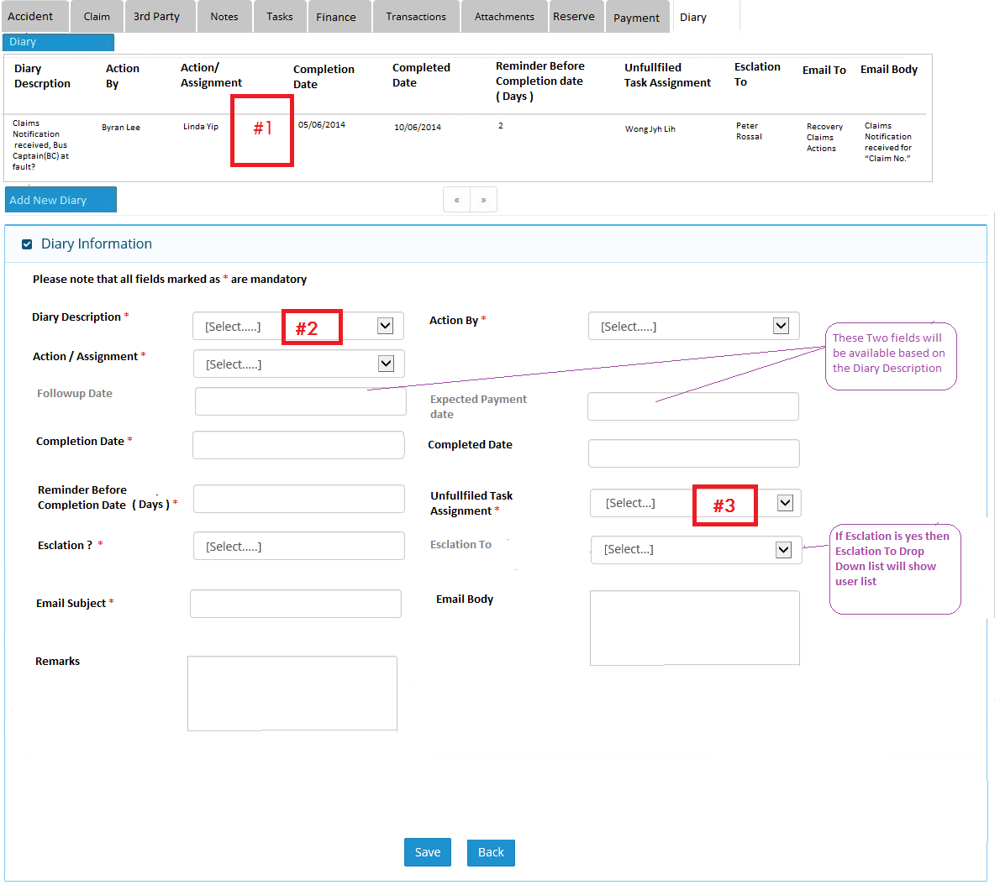 Accident Claim 3rd Party Notes Tasks Finance Transactions Attachments Reserve Payment Diary
Diary
Diary
Descrption
Action
By
Action/
Assignment
Completion
Date
Completed
Date
Reminder Before
Completion date
( Days )
Unfullfiled
Task Assignment
Esclation
To
Email To
Email Body
Claims
Notification
received, Bus
Captain(BC) at
fault?
Byran Lee
Linda Yip
#1
05/06/2014
10/06/2014
2
Wong Jyh Lih
Peter
Rossal
Recovery
Claims
Actions
Claims
Notification
received for
“Claim No.”
Add New Diary
« »
Diary Information
Please note that all fields marked as * are mandatory
Diary Description *
[Select.....]
#2
Action By *
[Select.....]
These Two fields will
be available based on
the Diary Description
Action / Assignment *
[Select.....]
Followup Date
Expected Payment
date
Completion Date *
Completed Date
Reminder Before
Completion Date ( Days ) *
Unfullfiled Task
Assignment *
[Select...]
#3
Esclation ? *
[Select.....]
Esclation To
[Select...]
If Esclation is yes then
Esclation To Drop
Down list will show
user list
Email Subject *
Email Body
Remarks
Save Back